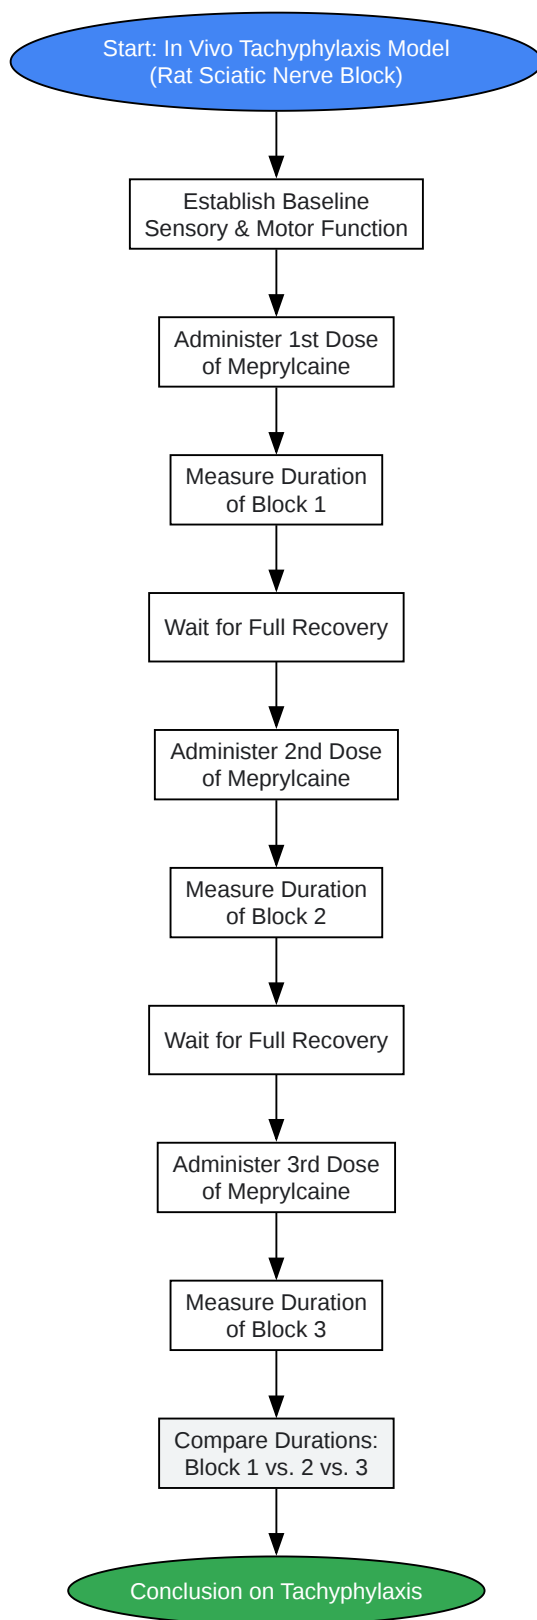 Start: In Vivo Tachyphylaxis Model
(Rat Sciatic Nerve Block)
Establish Baseline
Sensory & Motor Function
Administer 1st Dose
of Meprylcaine
Measure Duration
of Block 1
Wait for Full Recovery
Administer 2nd Dose
of Meprylcaine
Measure Duration
of Block 2
Wait for Full Recovery
Administer 3rd Dose
of Meprylcaine
Measure Duration
of Block 3
Compare Durations:
Block 1 vs. 2 vs. 3
Conclusion on Tachyphylaxis